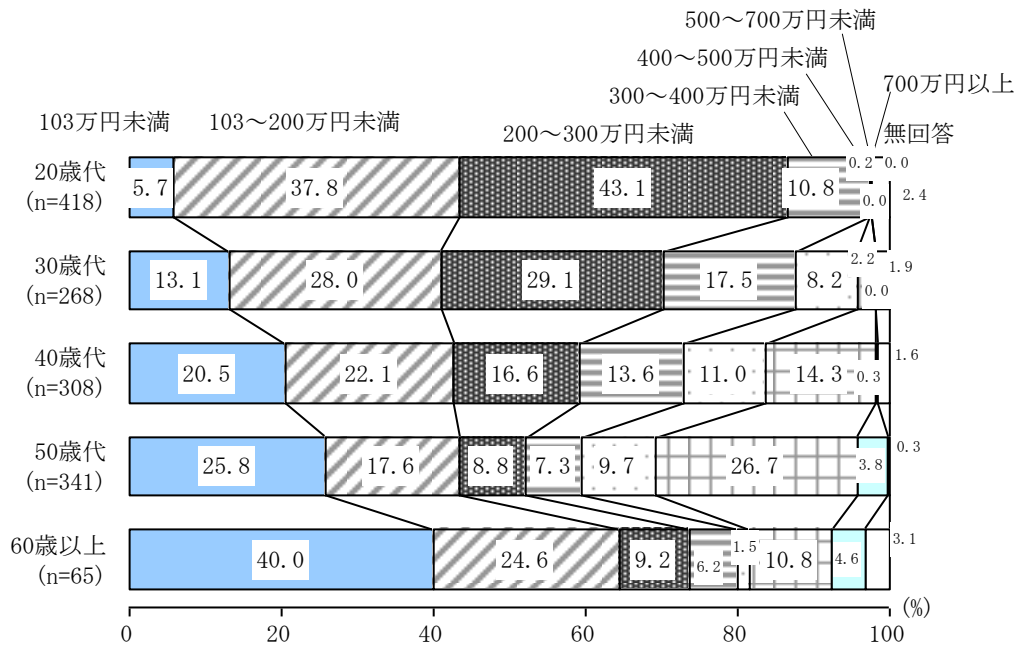 500～700万円未満
400～500万円未満
700万円以上
300～400万円未満
103万円未満 103～200万円未満 200～300万円未満 無回答
20歳代
(n=418)
5.7 37.8 43.1 10.8 0.2 0.0 0.0 2.4
30歳代
(n=268)
13.1 28.0 29.1 17.5 8.2 2.2 0.0 1.9
40歳代
(n=308)
20.5 22.1 16.6 13.6 11.0 14.3 0.3 1.6
50歳代
(n=341)
25.8 17.6 8.8 7.3 9.7 26.7 3.8 0.3
60歳以上
(n=65)
40.0 24.6 9.2 6.2 1.5 10.8 4.6 3.1
0 20 40 60 80 100 (%)